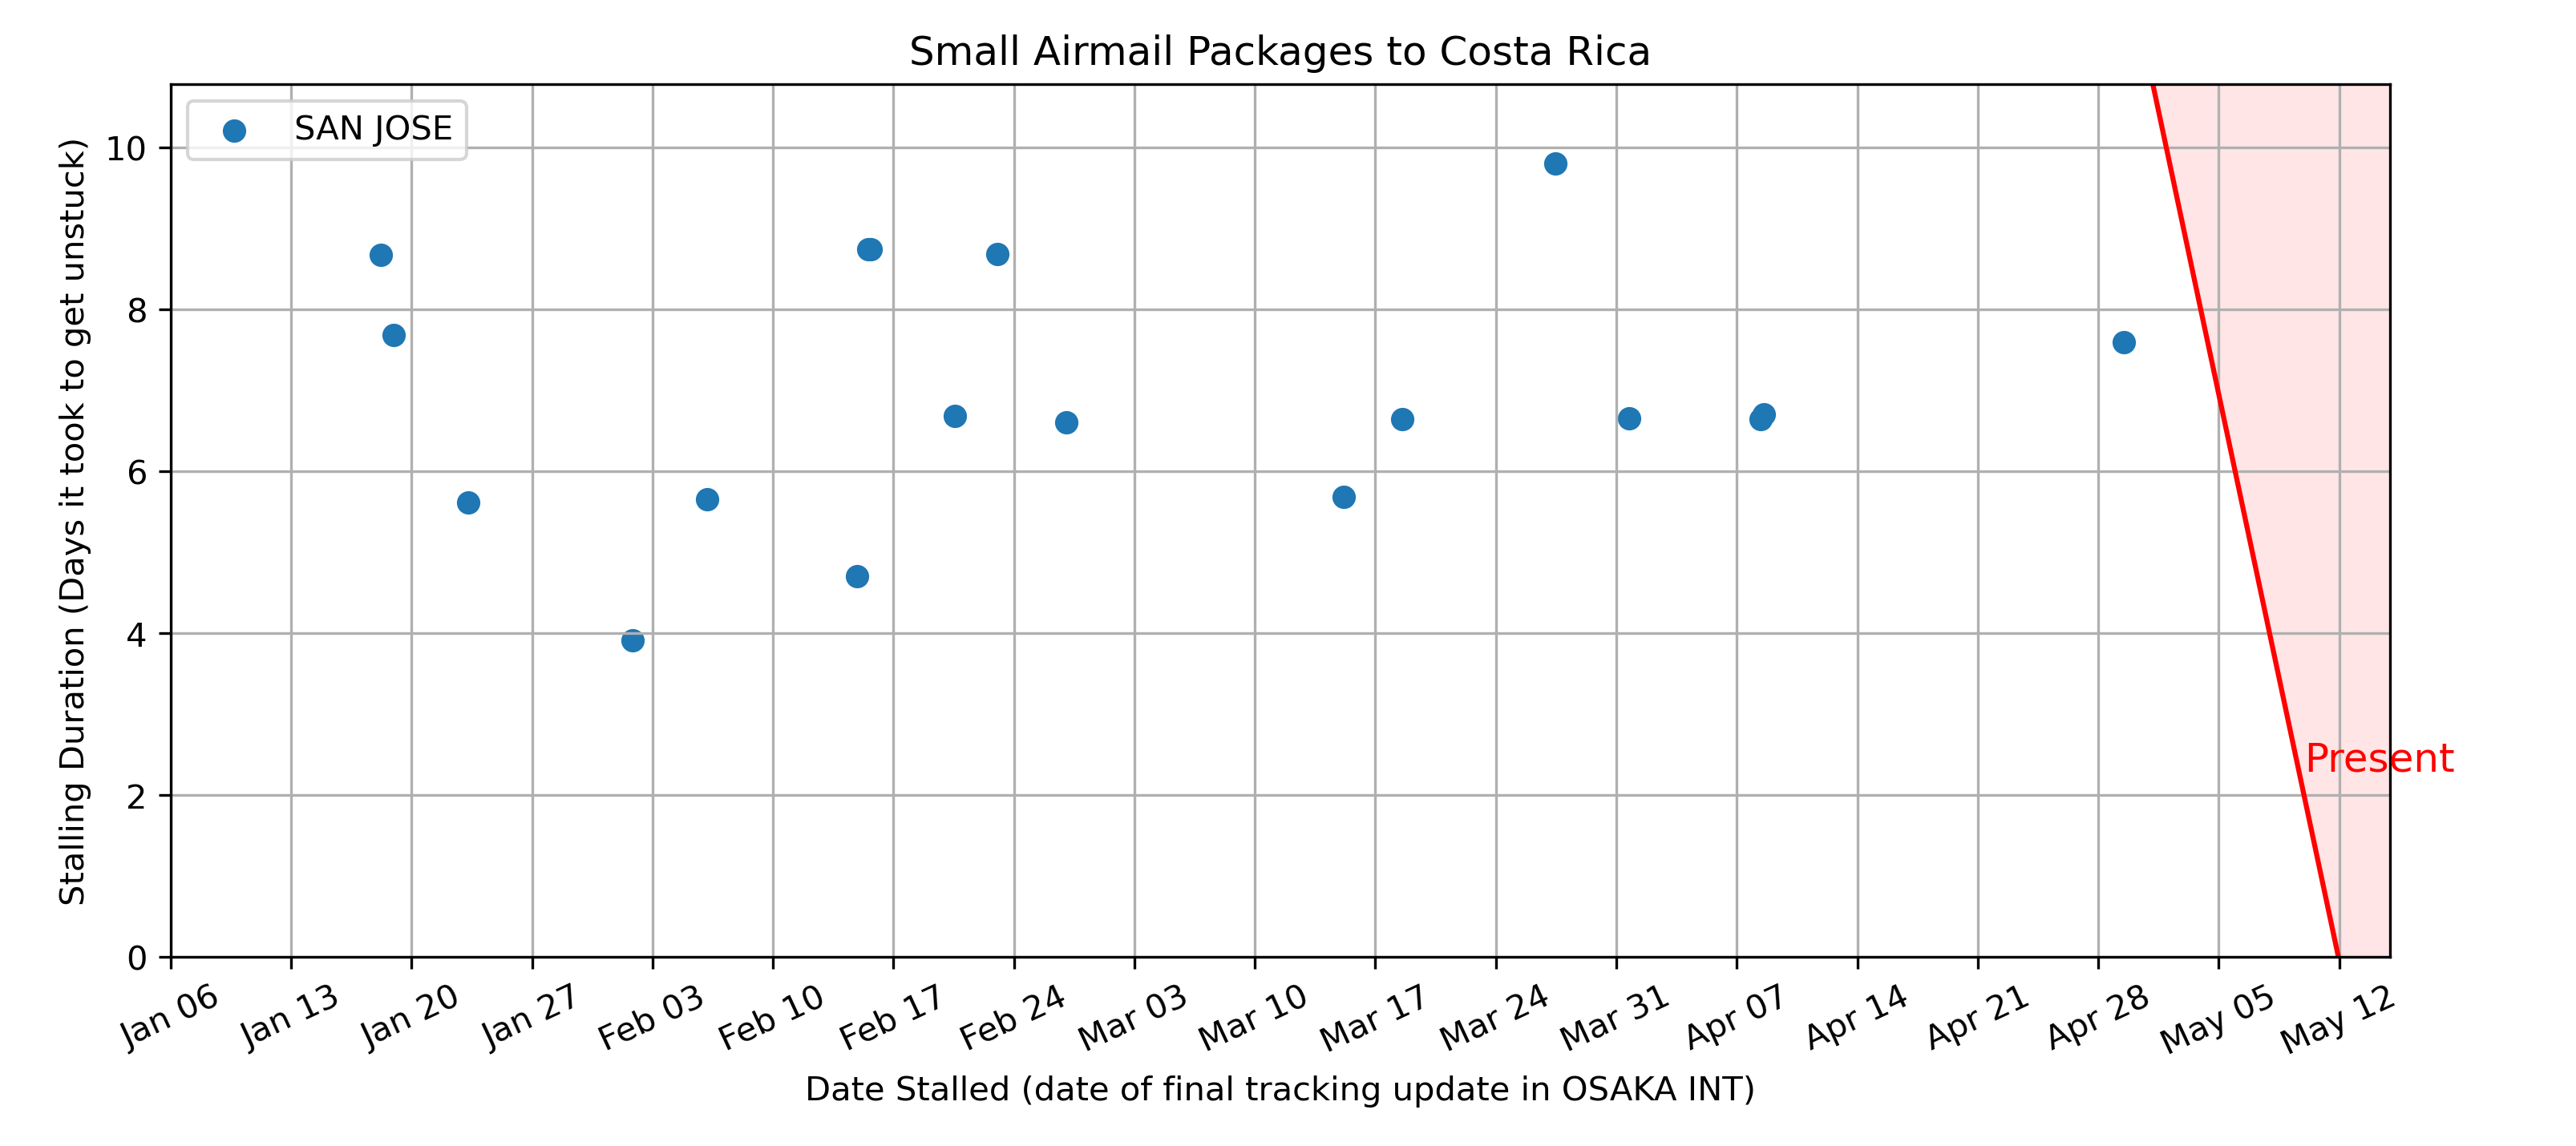 Small Airmail Packages to Costa Rica
SAN JOSE
Stalling Duration (Days it took to get unstuck)
10
8
6
4
2
0
Present
Jan 06
Jan 13
Jan 20
Jan 27
Feb 03
Feb 10
Feb 17
Feb 24
Mar 03
Mar 10
Mar 17
Mar 24
Mar 31
Apr 07
Apr 14
Apr 21
Apr 28
May 05
May 12
Date Stalled (date of final tracking update in OSAKA INT)